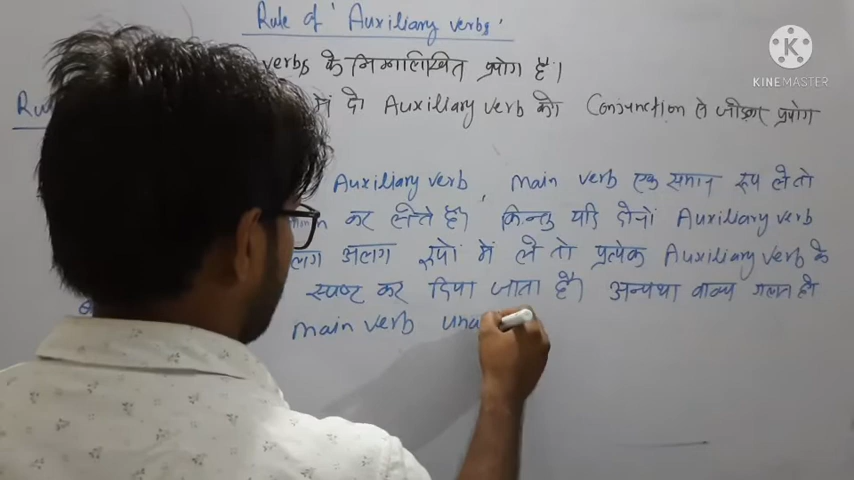 Rule of 'Auxiliary verbs'
verbs के निम्नलिखित प्रयोग हैं।
KINEMASTER
में दो Auxiliary verb को Conjunction से जोड़कर प्रयोग
Auxiliary verb, main verb एक समान रूप ले तो
कर लेते हैं। किन्तु यदि दोनों Auxiliary verb
अलग रूपों में ले तो प्रत्येक Auxiliary verb के
स्पष्ट कर दिया जाता है। अन्यथा वाक्य गलत हो
main verb